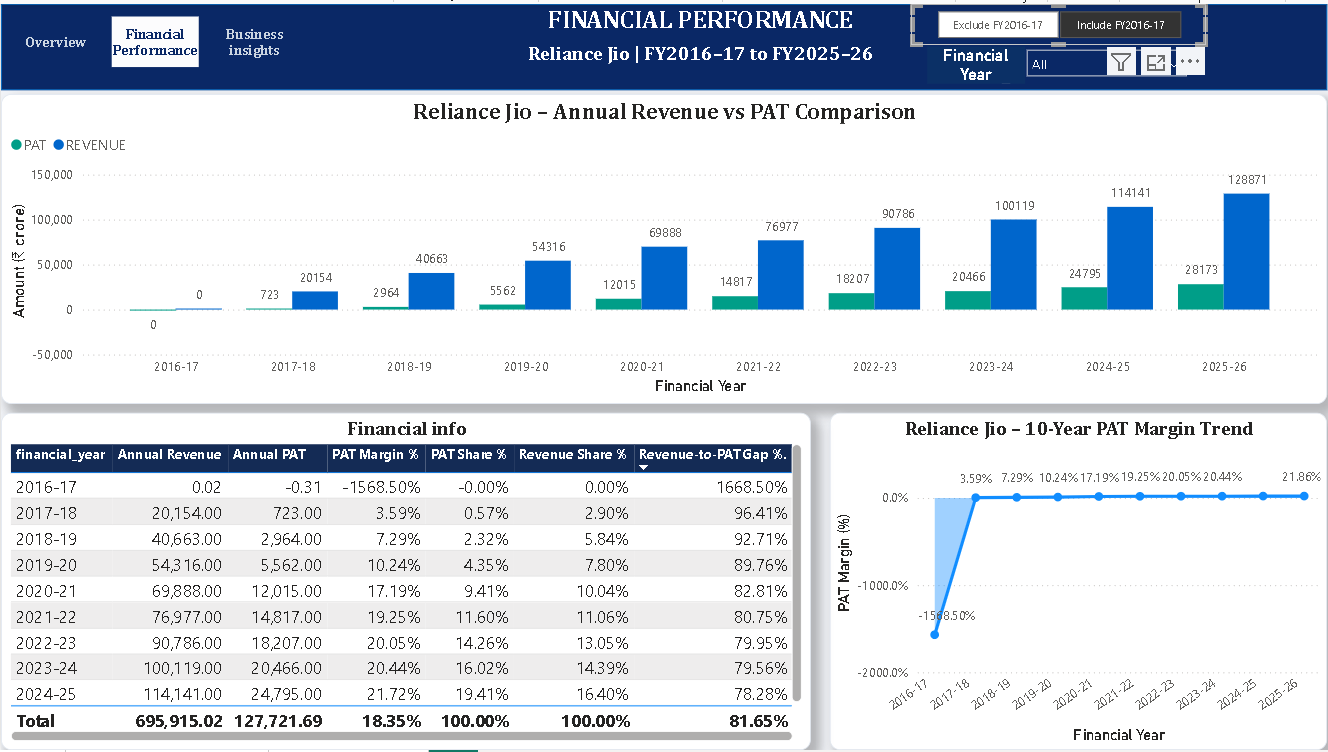 FINANCIAL PERFORMANCE
Reliance Jio | FY2016–17 to FY2025–26
Overview
Financial
Performance
Business
insights
Exclude FY2016-17
Include FY2016-17
Financial
Year
All
Reliance Jio – Annual Revenue vs PAT Comparison
PAT REVENUE
Amount (₹ crore)
150,000
100,000
50,000
0
-50,000
0 0
723 20154
2964 40663
5562 54316
12015 69888
14817 76977
18207 90786
20466 100119
24795 114141
28173 128871
2016-17 2017-18 2018-19 2019-20 2020-21 2021-22 2022-23 2023-24 2024-25 2025-26
Financial Year
Financial info
financial_year Annual Revenue Annual PAT PAT Margin % PAT Share % Revenue Share % Revenue-to-PAT Gap %.
2016-17 0.02 -0.31 -1568.50% -0.00% 0.00% 1668.50%
2017-18 20,154.00 723.00 3.59% 0.57% 2.90% 96.41%
2018-19 40,663.00 2,964.00 7.29% 2.32% 5.84% 92.71%
2019-20 54,316.00 5,562.00 10.24% 4.35% 7.80% 89.76%
2020-21 69,888.00 12,015.00 17.19% 9.41% 10.04% 82.81%
2021-22 76,977.00 14,817.00 19.25% 11.60% 11.06% 80.75%
2022-23 90,786.00 18,207.00 20.05% 14.26% 13.05% 79.95%
2023-24 100,119.00 20,466.00 20.44% 16.02% 14.39% 79.56%
2024-25 114,141.00 24,795.00 21.72% 19.41% 16.40% 78.28%
Total 695,915.02 127,721.69 18.35% 100.00% 100.00% 81.65%
Reliance Jio – 10-Year PAT Margin Trend
PAT Margin (%)
3.59% 7.29% 10.24% 17.19% 19.25% 20.05% 20.44% 21.86%
0.0%
-1000.0%
-1568.50%
-2000.0%
2016-17 2017-18 2018-19 2019-20 2020-21 2021-22 2022-23 2023-24 2024-25 2025-26
Financial Year